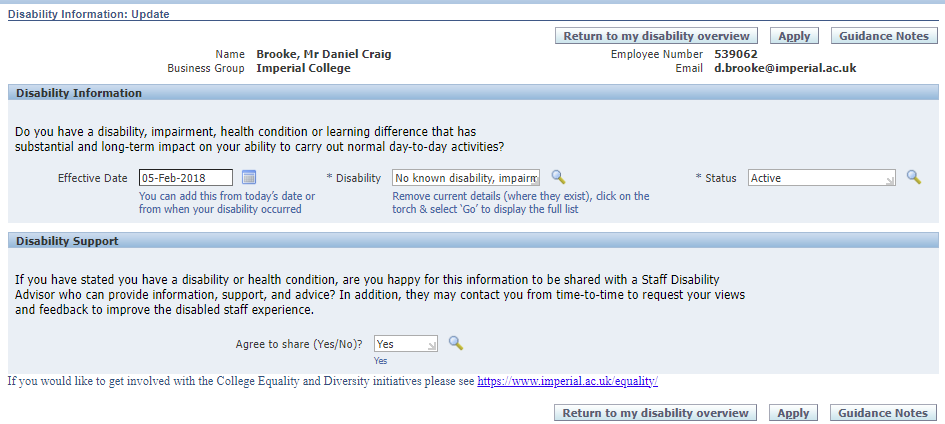 Disability Information: Update
Return to my disability overview Apply Guidance Notes
Name Brooke, Mr Daniel Craig Employee Number 539062
Business Group Imperial College Email d.brooke@imperial.ac.uk
Disability Information
Do you have a disability, impairment, health condition or learning difference that has
substantial and long-term impact on your ability to carry out normal day-to-day activities?
Effective Date 05-Feb-2018 * Disability No known disability, impairm * Status Active
You can add this from today's date or Remove current details (where they exist), click on the
from when your disability occurred torch & select 'Go' to display the full list
Disability Support
If you have stated you have a disability or health condition, are you happy for this information to be shared with a Staff Disability
Advisor who can provide information, support, and advice? In addition, they may contact you from time-to-time to request your views
and feedback to improve the disabled staff experience.
Agree to share (Yes/No)? Yes
Yes
If you would like to get involved with the College Equality and Diversity initiatives please see https://www.imperial.ac.uk/equality/
Return to my disability overview Apply Guidance Notes